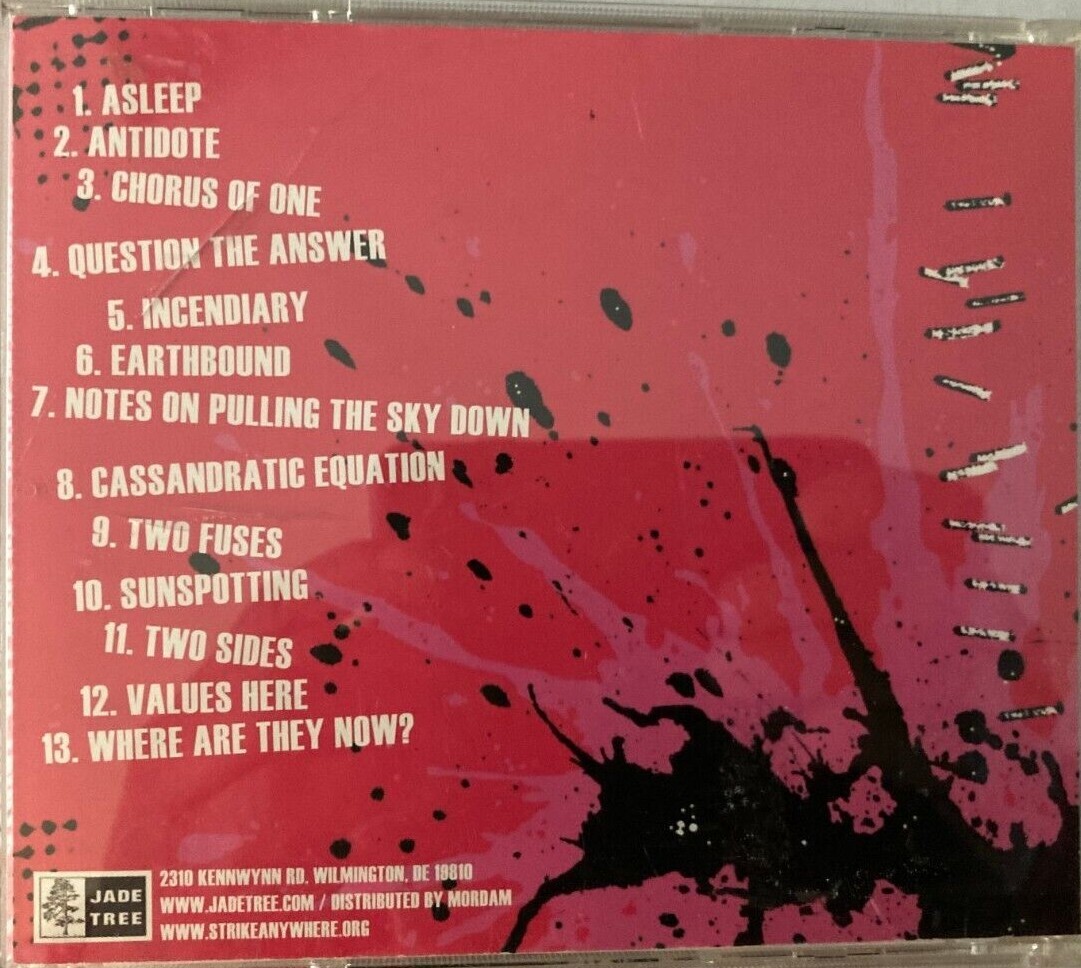 1. ASLEEP
2. ANTIDOTE
3. CHORUS OF ONE
4. QUESTION THE ANSWER
5. INCENDIARY
6. EARTHBOUND
7. NOTES ON PULLING THE SKY DOWN
8. CASSANDRATIC EQUATION
9. TWO FUSES
10. SUNSPOTTING
11. TWO SIDES
12. VALUES HERE
13. WHERE ARE THEY NOW?
JADE
TREE
2310 KENNWYNN RD. WILMINGTON, DE 19810
WWW.JADETREE.COM / DISTRIBUTED BY MORDAM
WWW.STRIKEANYWHERE.ORG